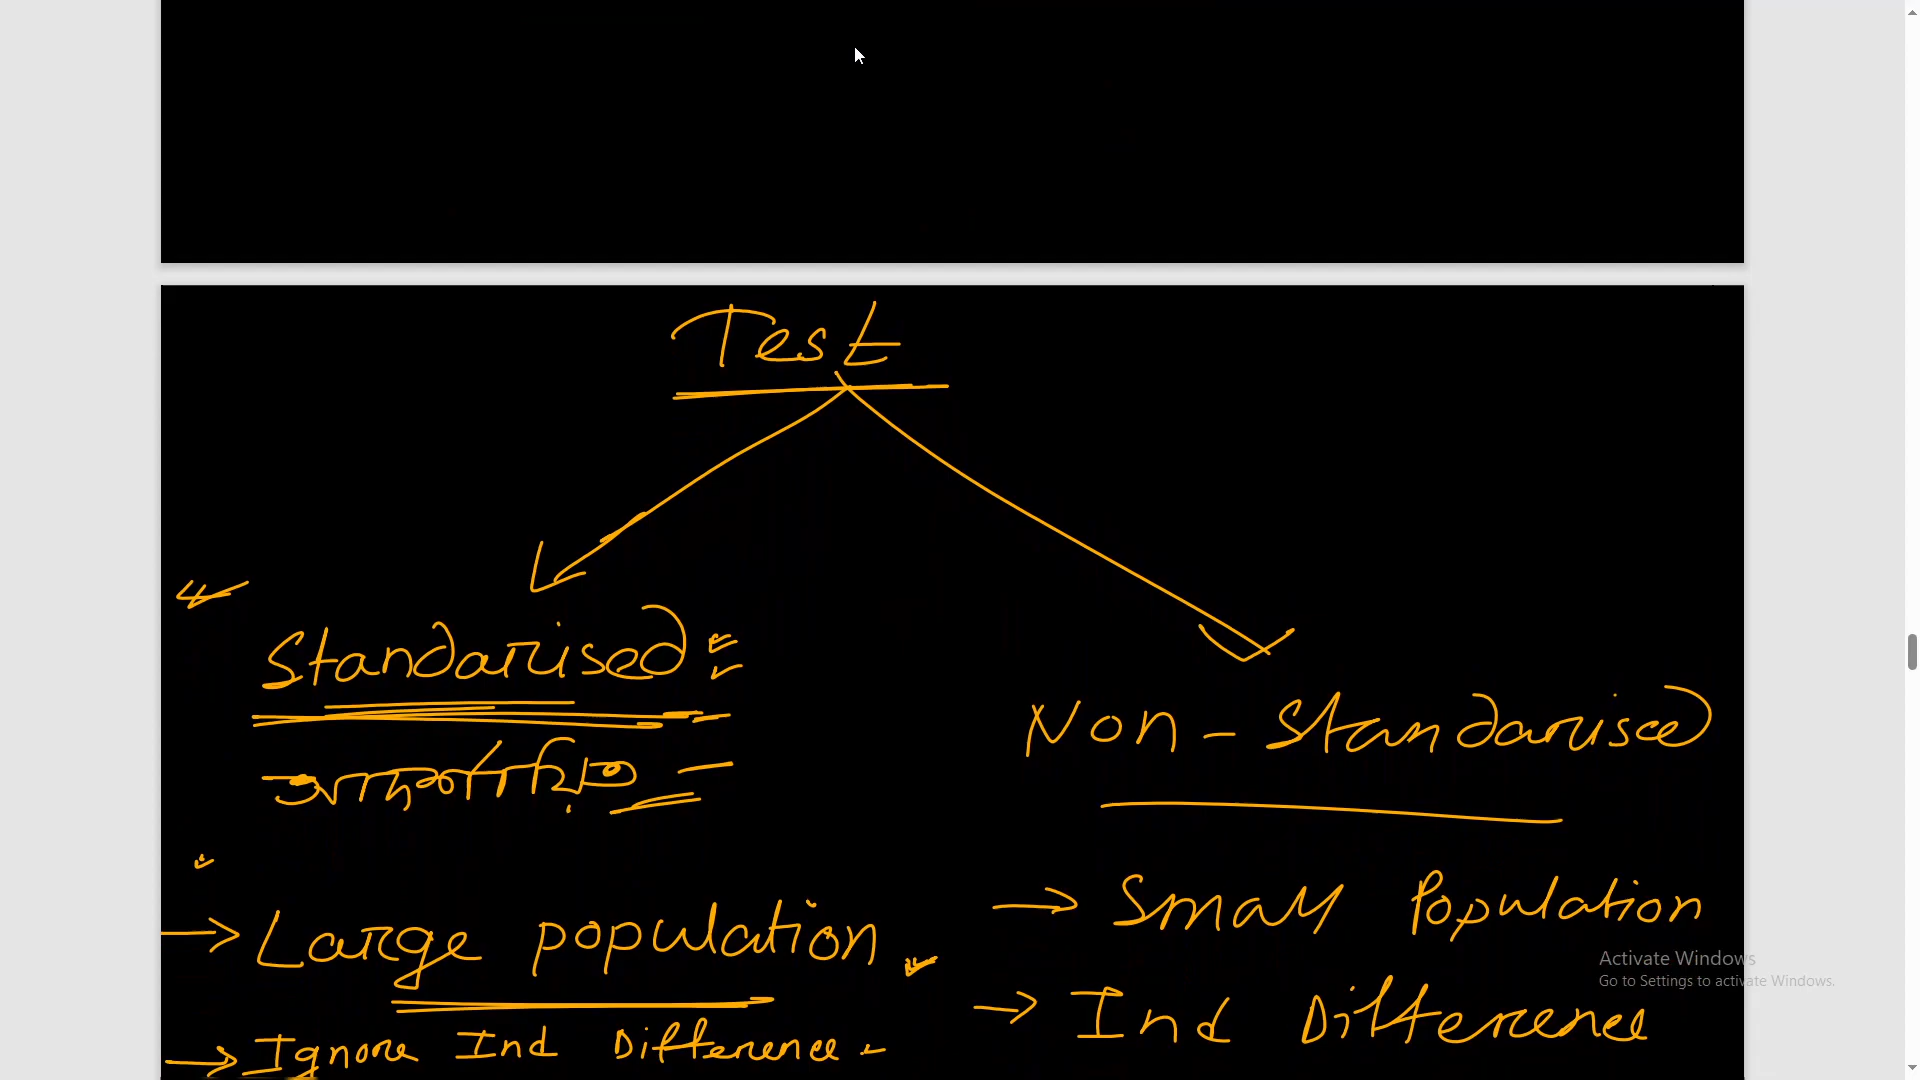 Test
Standarised
Non-Standarised
Large population
Small Population
Ignore Ind Difference
Ind Difference
Activate Windows
Go to Settings to activate Windows.